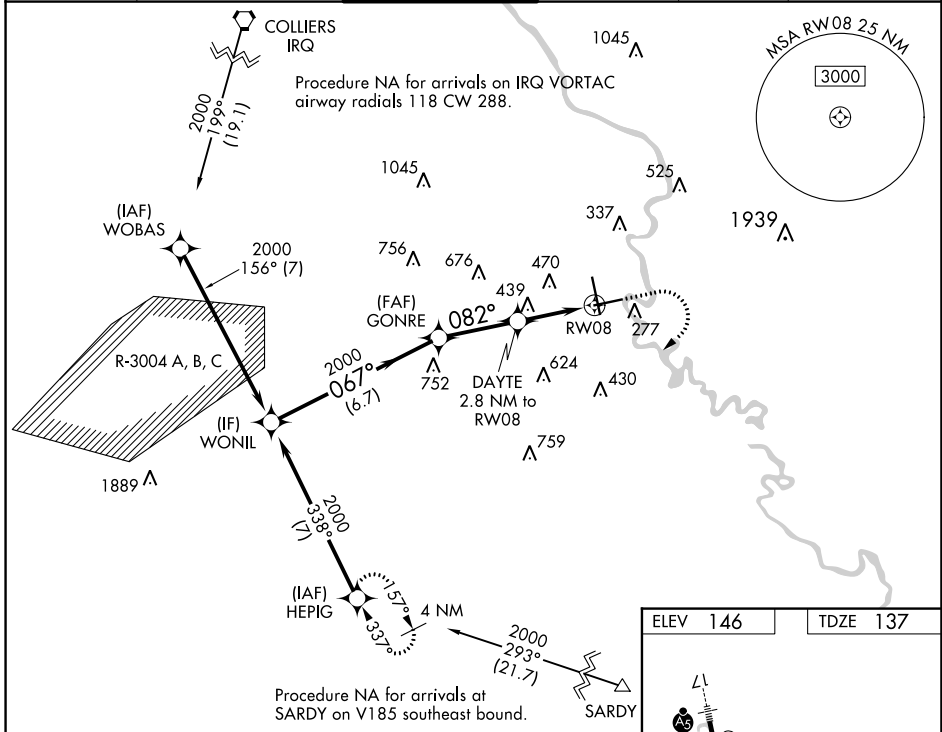 COLLIERS
IRQ
1045
MSA RW08 25 NM
3000
Procedure NA for arrivals on IRQ VORTAC
airway radials 118 CW 288.
2000
199°
(19.1)
1045
525
337
1939
(IAF)
WOBAS
2000
156° (7)
756
676
470
439
(FAF)
GONRE
082°
RW08
277
R-3004 A, B, C
2000
067°
(6.7)
752
DAYTE
2.8 NM to
RW08
624
430
(IF)
WONIL
759
1889
2000
338°
(7)
(IAF)
HEPIG
157°
337°
4 NM
2000
293°
(21.7)
SARDY
Procedure NA for arrivals at
SARDY on V185 southeast bound.
ELEV 146
TDZE 137
17
A5